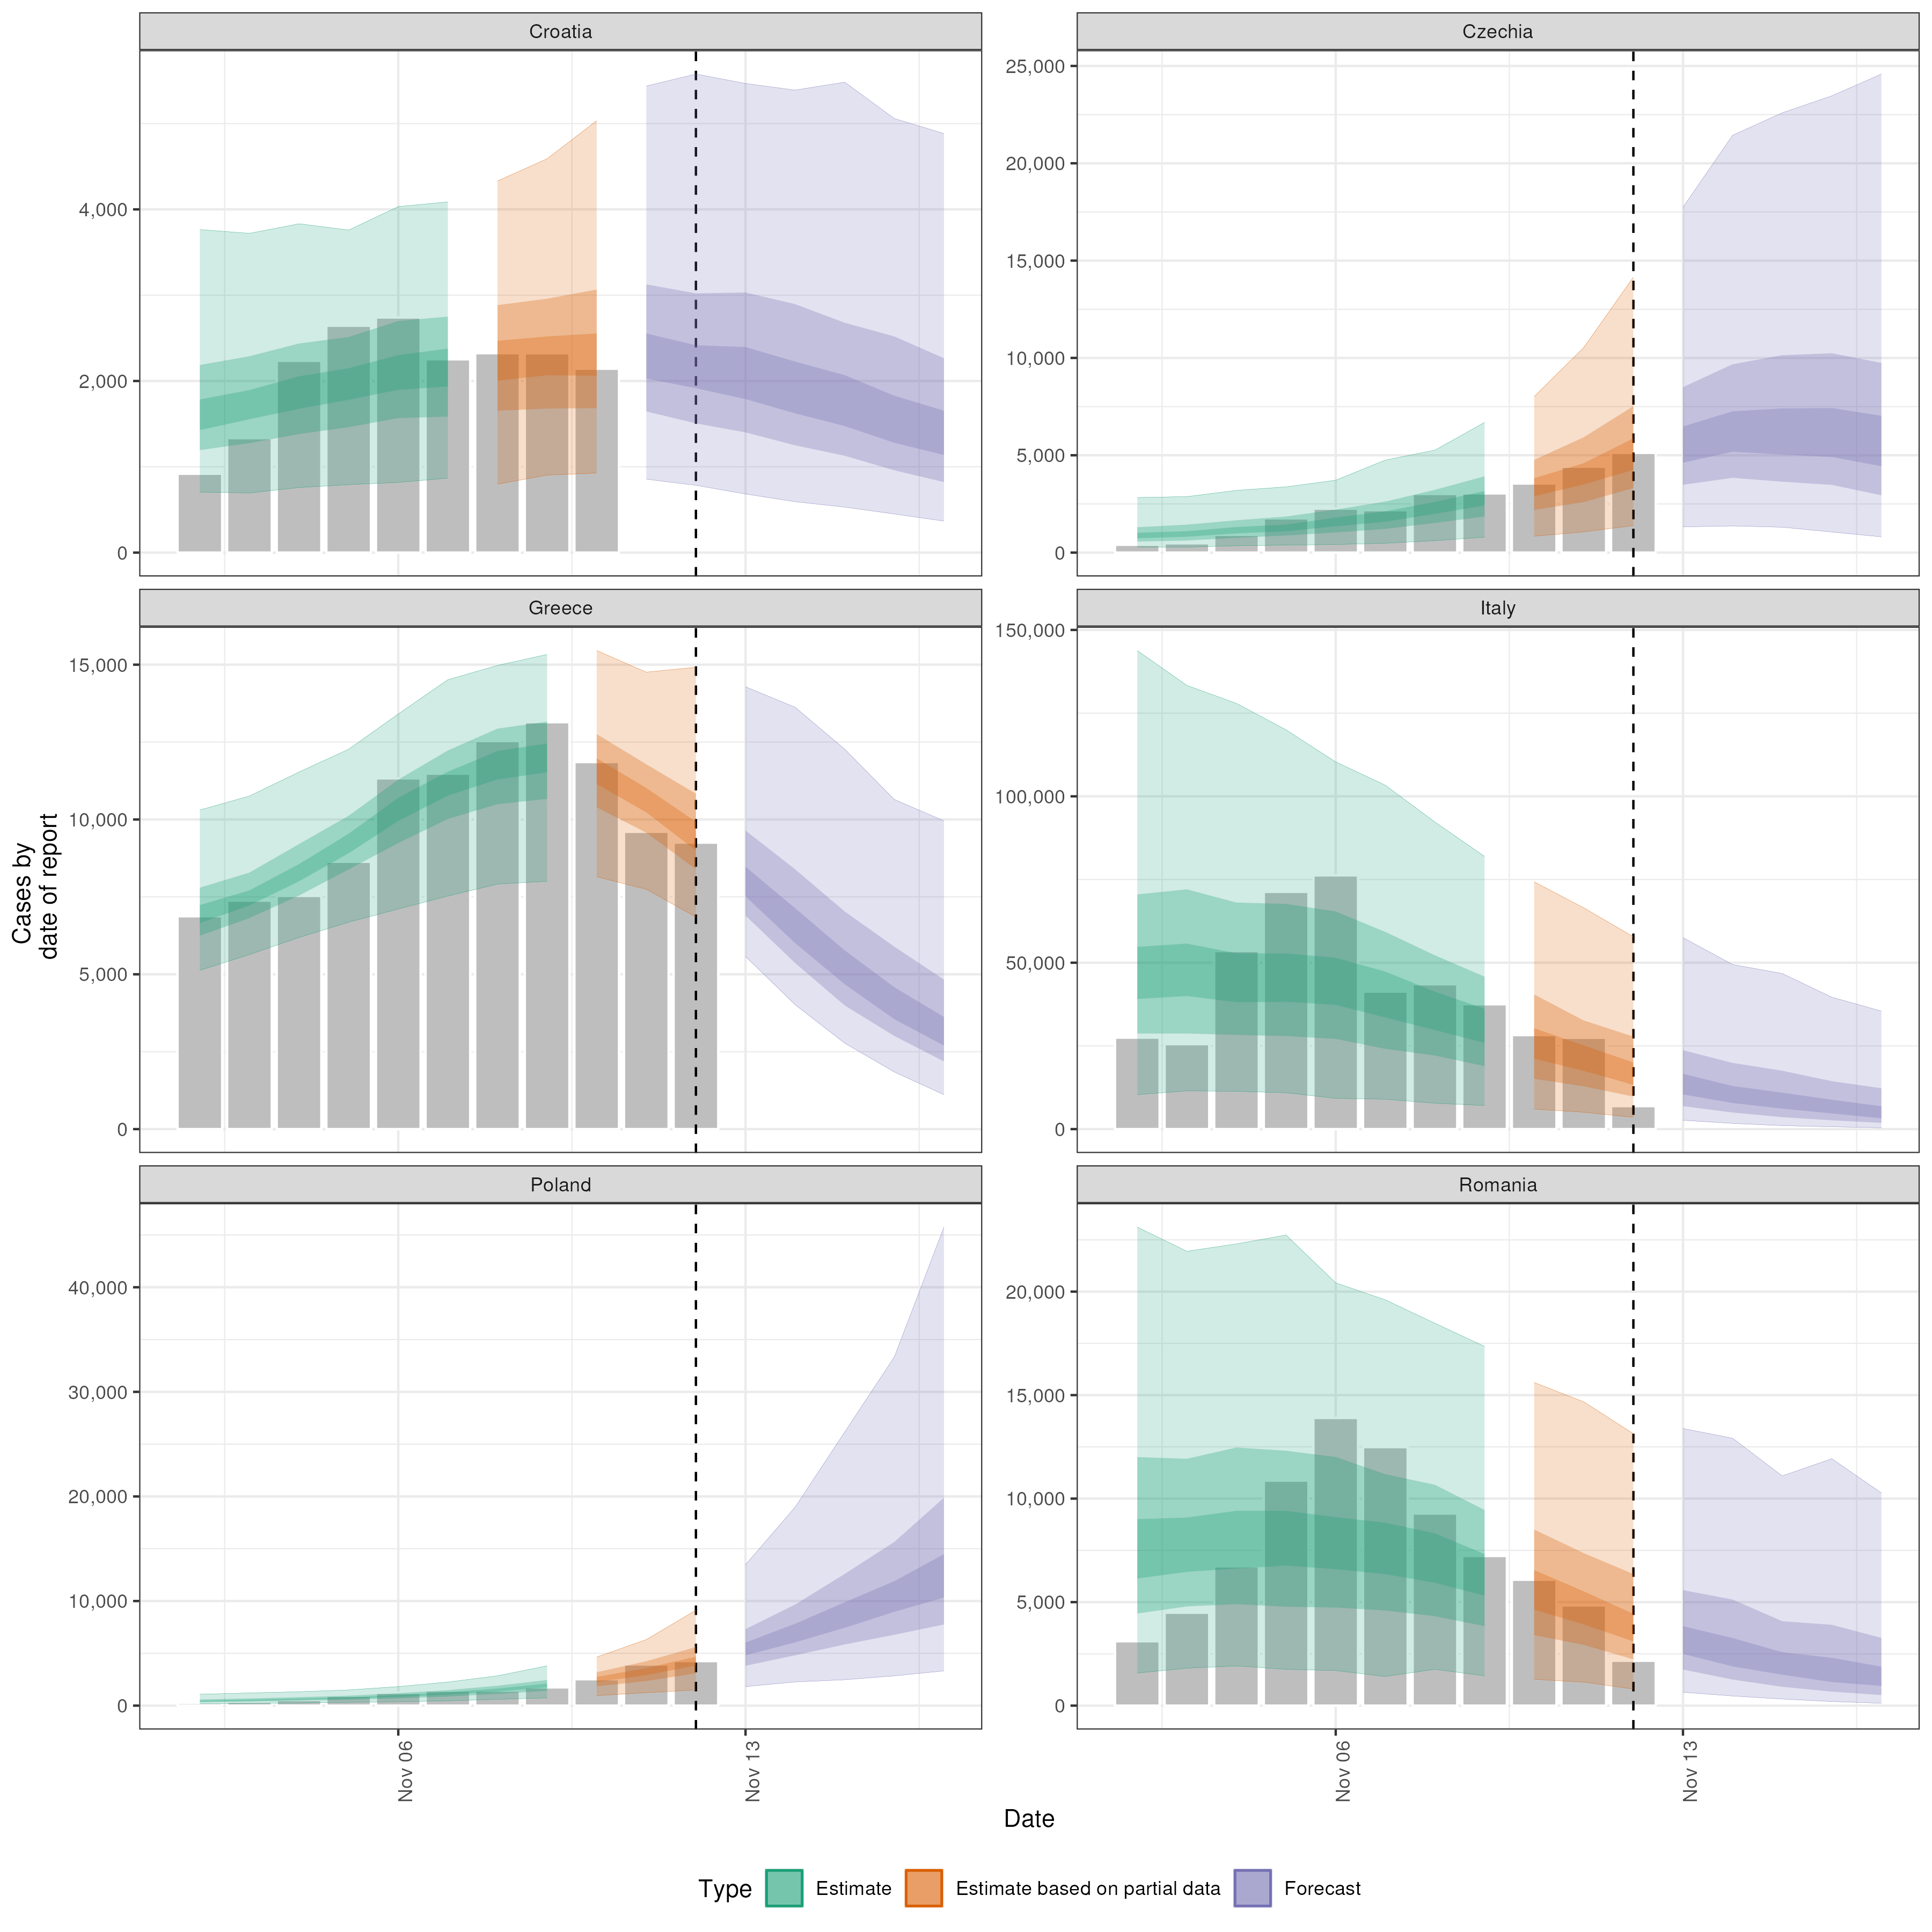 Croatia
Czechia
4,000
2,000
0
25,000
20,000
15,000
10,000
5,000
0
Greece
Italy
15,000
10,000
5,000
0
150,000
100,000
50,000
0
Poland
Romania
40,000
30,000
20,000
10,000
0
20,000
15,000
10,000
5,000
0
Cases by
date of report
Nov 06
Nov 13
Nov 06
Nov 13
Date
Type Estimate Estimate based on partial data Forecast